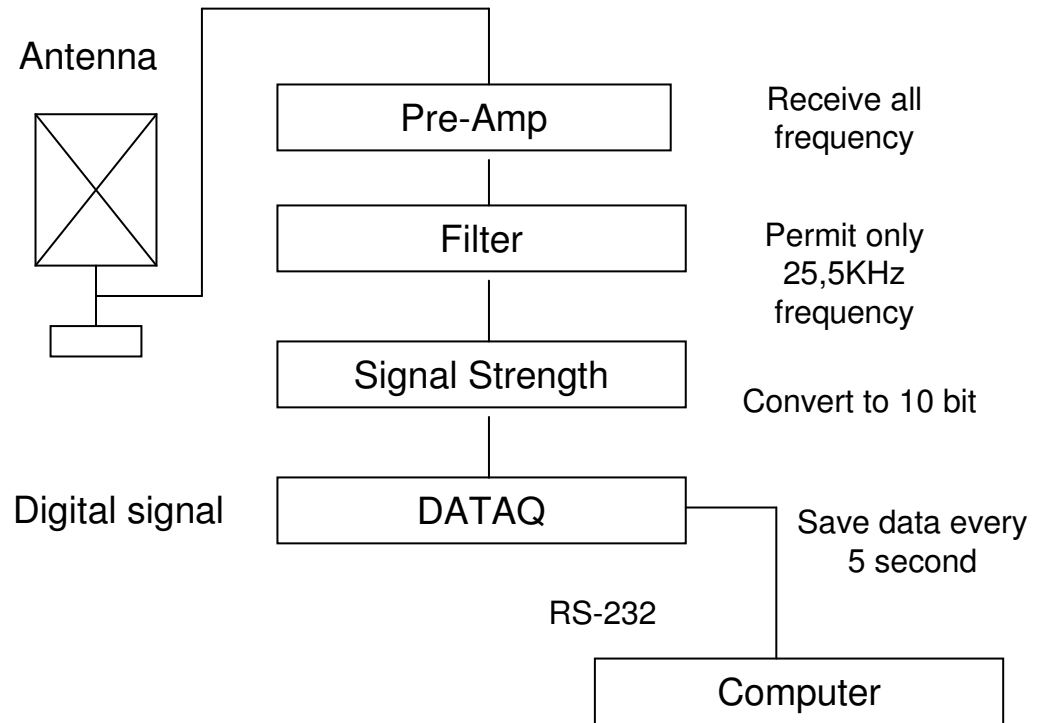 Antenna
Pre-Amp
Receive all
frequency
Filter
Permit only
25,5KHz
frequency
Signal Strength
Convert to 10 bit
Digital signal
DATAQ
Save data every
5 second
RS-232
Computer